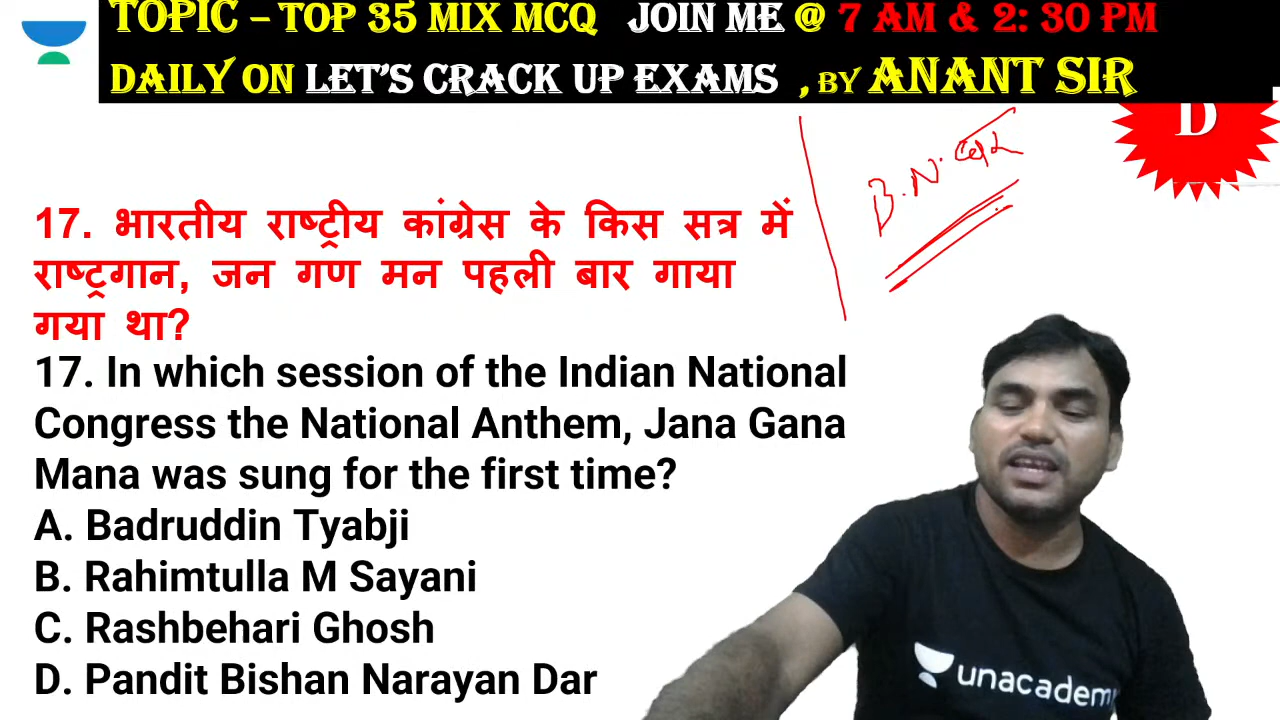 TOPIC – TOP 35 MIX MCQ JOIN ME @ 7 AM & 2: 30 PM
DAILY ON LET'S CRACK UP EXAMS , BY ANANT SIR
D
B.N.
17. भारतीय राष्ट्रीय कांग्रेस के किस सत्र में
राष्ट्रगान, जन गण मन पहली बार गाया
गया था?
17. In which session of the Indian National
Congress the National Anthem, Jana Gana
Mana was sung for the first time?
A. Badruddin Tyabji
B. Rahimtulla M Sayani
C. Rashbehari Ghosh
D. Pandit Bishan Narayan Dar
unacademy